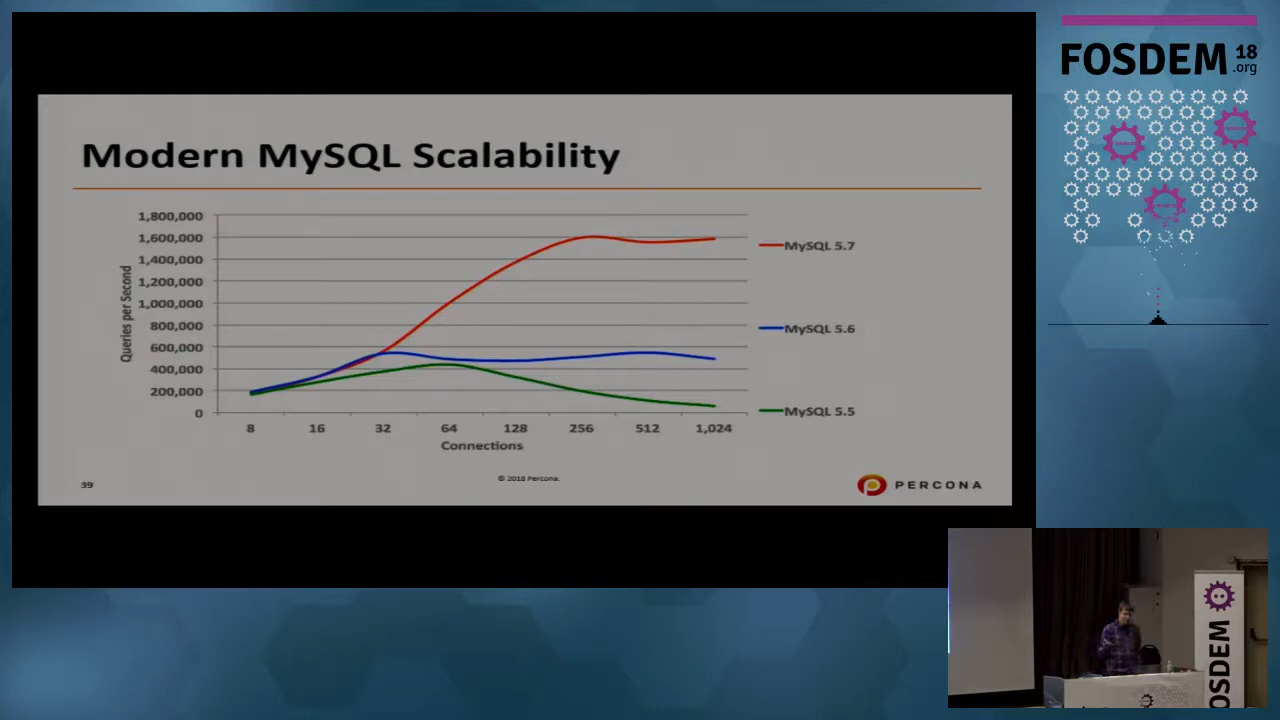 Modern MySQL Scalability
1,800,000
1,600,000
1,400,000
1,200,000
1,000,000
800,000
600,000
400,000
200,000
0
Queries per Second
8 16 32 64 128 256 512 1,024
Connections
MySQL 5.7
MySQL 5.6
MySQL 5.5
39
© 2018 Percona.
PERCONA
FOSDEM 18
.org
OSDEM